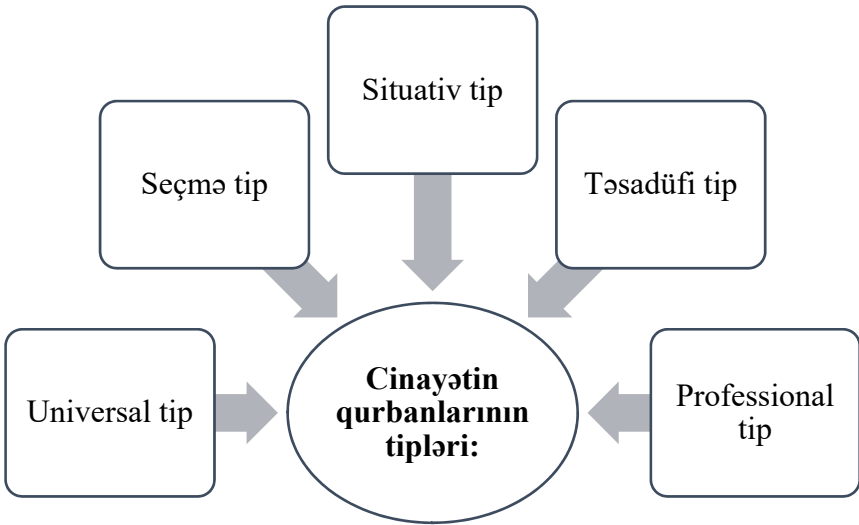 Situativ tip
Seçmə tip
Təsadüfi tip
Universal tip
Cinayətin
qurbanlarının
tipləri:
Professional
tip